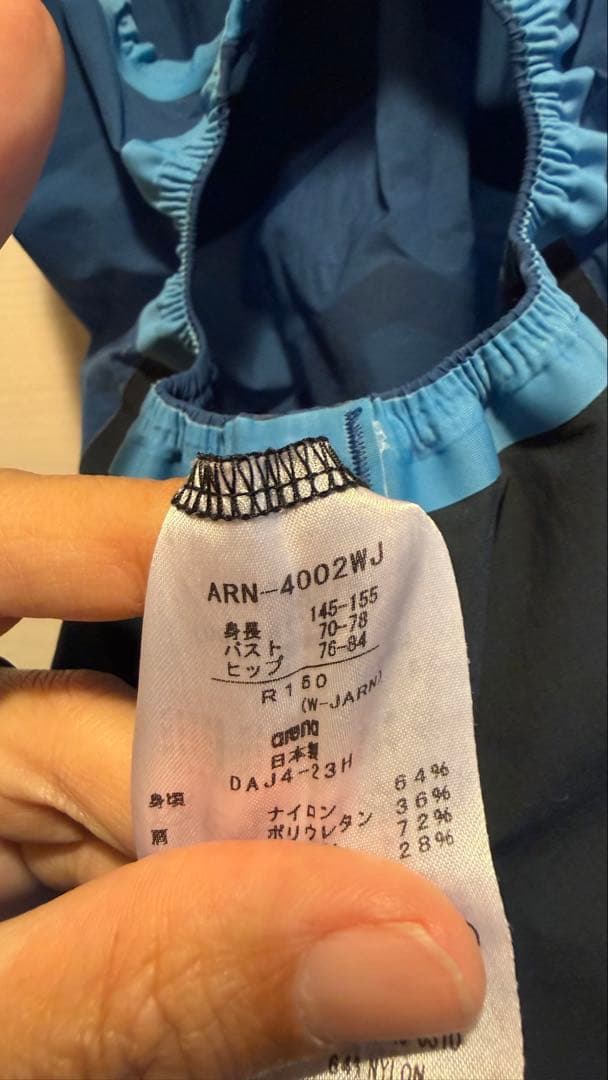 ARN-4002WJ
身長 145-155
バスト 70-78
ヒップ 76-84
R150
(W-JARN)
arena
日本製
DAJ4-23H
身頃 ナイロン 64%
ポリウレタン 36%
肩 72%
28%
64% NYLON